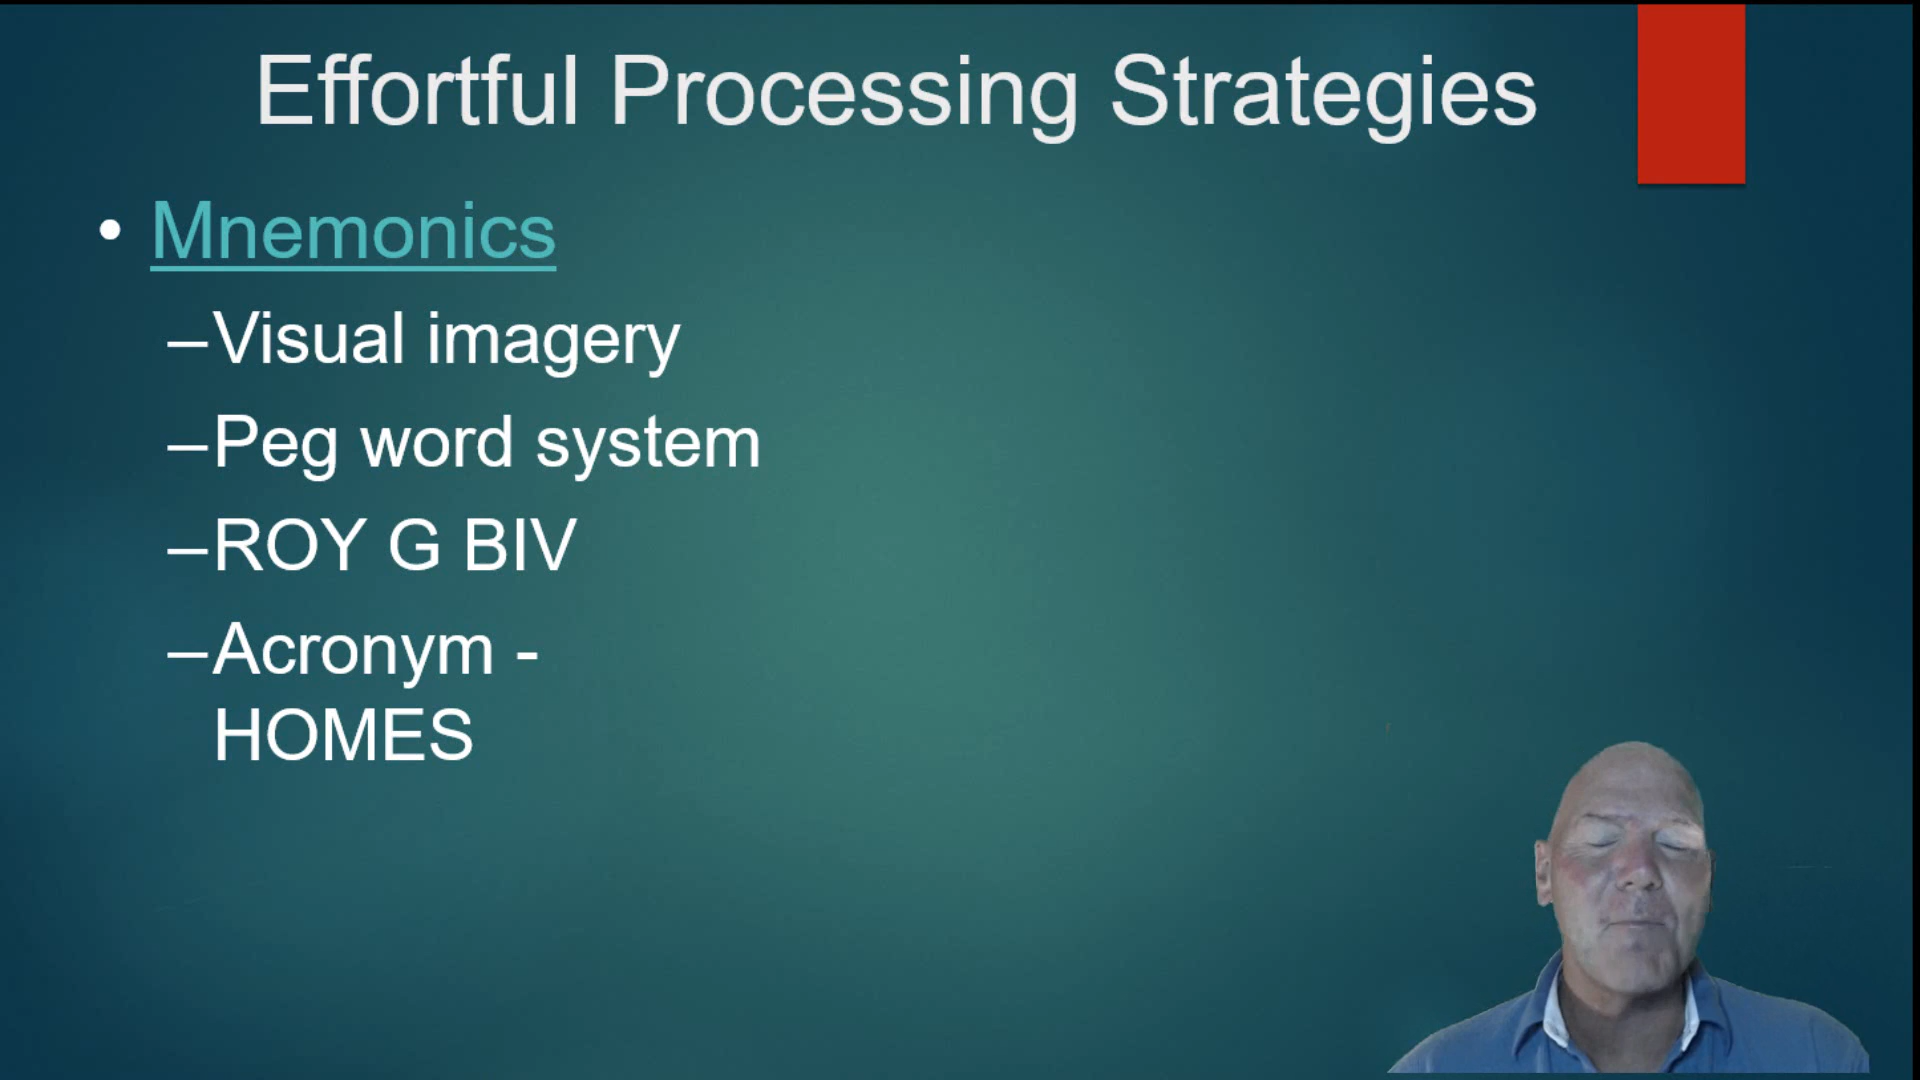 Effortful Processing Strategies
• Mnemonics
–Visual imagery
–Peg word system
–ROY G BIV
–Acronym -
HOMES